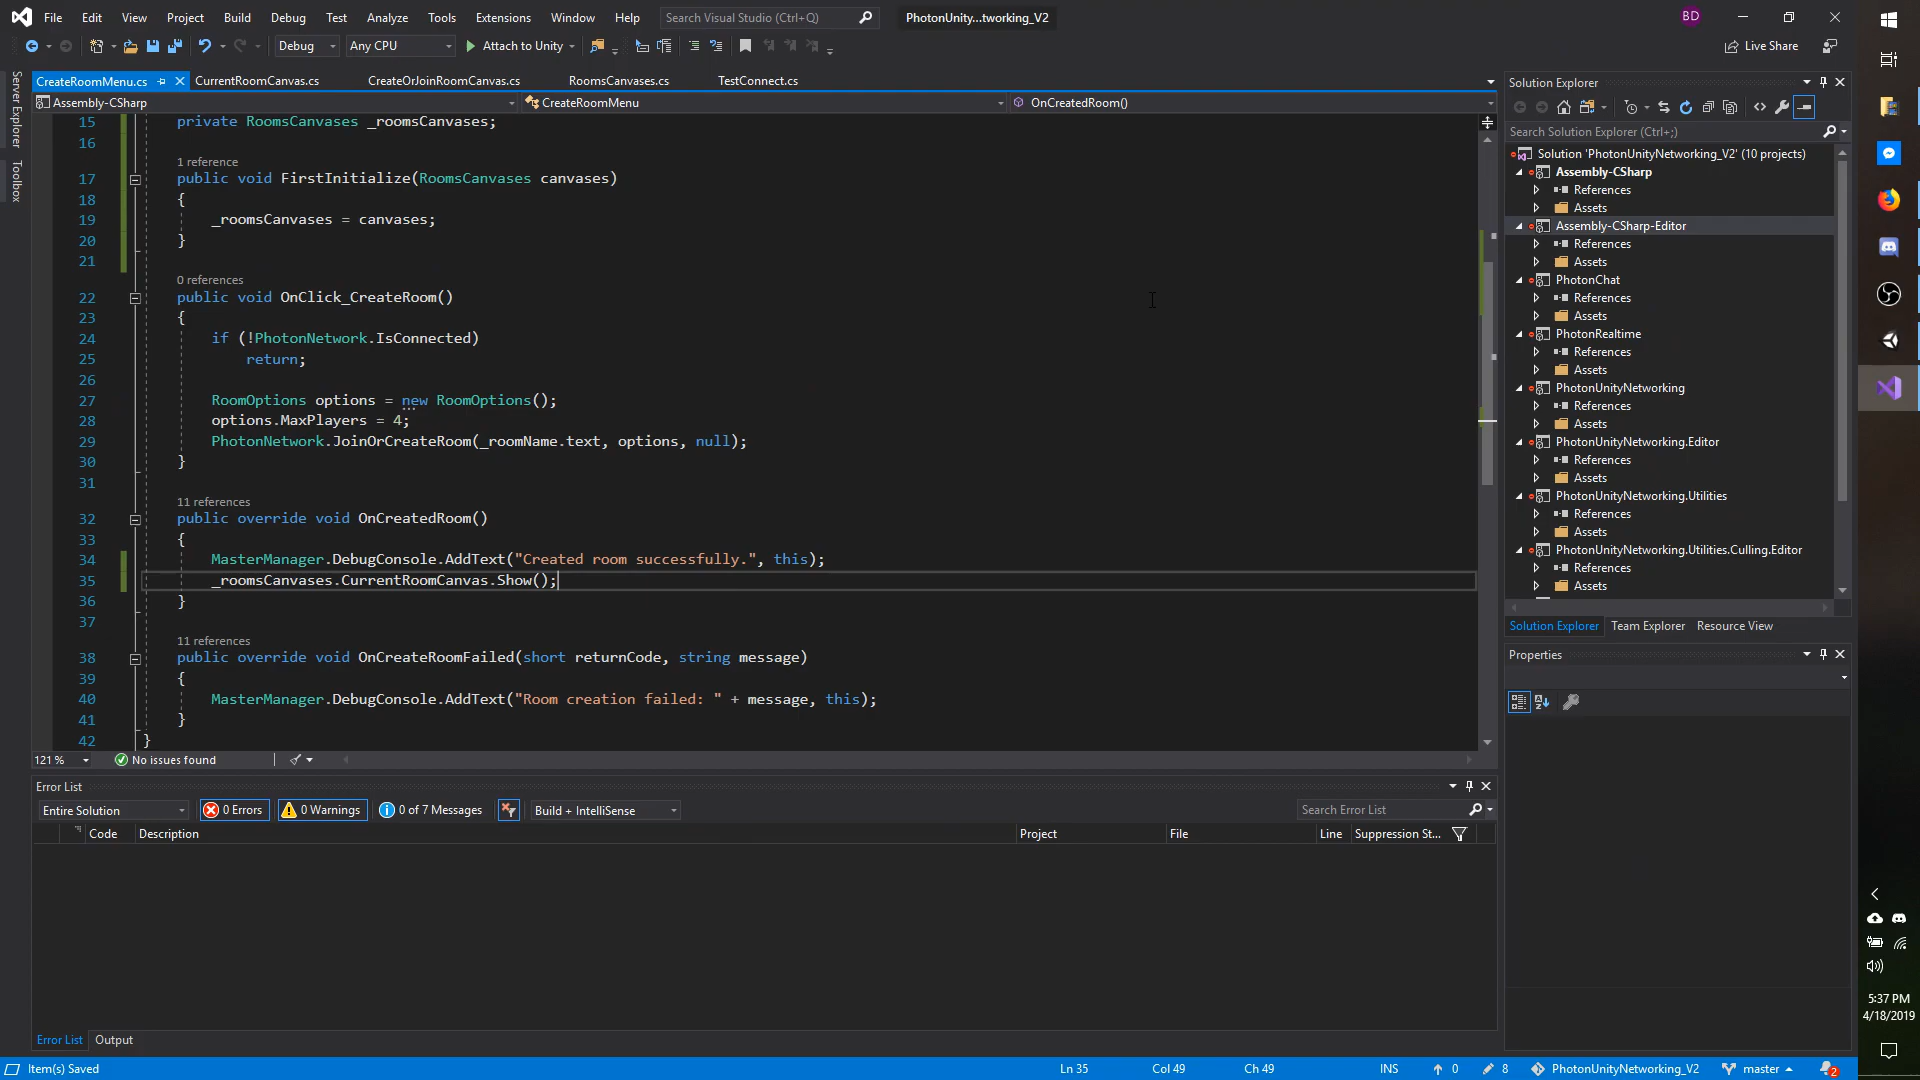 File Edit View Project Build Debug Test Analyze Tools Extensions Window Help Search Visual Studio (Ctrl+Q) PhotonUnity...tworking_V2 BD
Debug Any CPU Attach to Unity Live Share
CreateRoomMenu.cs CurrentRoomCanvas.cs CreateOrJoinRoomCanvas.cs RoomsCanvases.cs TestConnect.cs
Assembly-CSharp CreateRoomMenu OnCreatedRoom()
15 private RoomsCanvases _roomsCanvases;
16
1 reference
17 public void FirstInitialize(RoomsCanvases canvases)
18 {
19 _roomsCanvases = canvases;
20 }
21
0 references
22 public void OnClick_CreateRoom()
23 {
24 if (!PhotonNetwork.IsConnected)
25 return;
26
27 RoomOptions options = new RoomOptions();
28 options.MaxPlayers = 4;
29 PhotonNetwork.JoinOrCreateRoom(_roomName.text, options, null);
30 }
31
11 references
32 public override void OnCreatedRoom()
33 {
34 MasterManager.DebugConsole.AddText("Created room successfully.", this);
35 _roomsCanvases.CurrentRoomCanvas.Show();
36 }
37
11 references
38 public override void OnCreateRoomFailed(short returnCode, string message)
39 {
40 MasterManager.DebugConsole.AddText("Room creation failed: " + message, this);
41 }
42 }
121 % No issues found
Server Explorer
Toolbox
Error List
Entire Solution 0 Errors 0 Warnings 0 of 7 Messages Build + IntelliSense Search Error List
Code Description Project File Line Suppression St...
Error List Output
Solution Explorer
Search Solution Explorer (Ctrl+;)
Solution 'PhotonUnityNetworking_V2' (10 projects)
Assembly-CSharp
References
Assets
Assembly-CSharp-Editor
References
Assets
PhotonChat
References
Assets
PhotonRealtime
References
Assets
PhotonUnityNetworking
References
Assets
PhotonUnityNetworking.Editor
References
Assets
PhotonUnityNetworking.Utilities
References
Assets
PhotonUnityNetworking.Utilities.Culling.Editor
References
Assets
Solution Explorer Team Explorer Resource View
Properties
Item(s) Saved Ln 35 Col 49 Ch 49 INS 0 8 PhotonUnityNetworking_V2 master 2
5:37 PM
4/18/2019